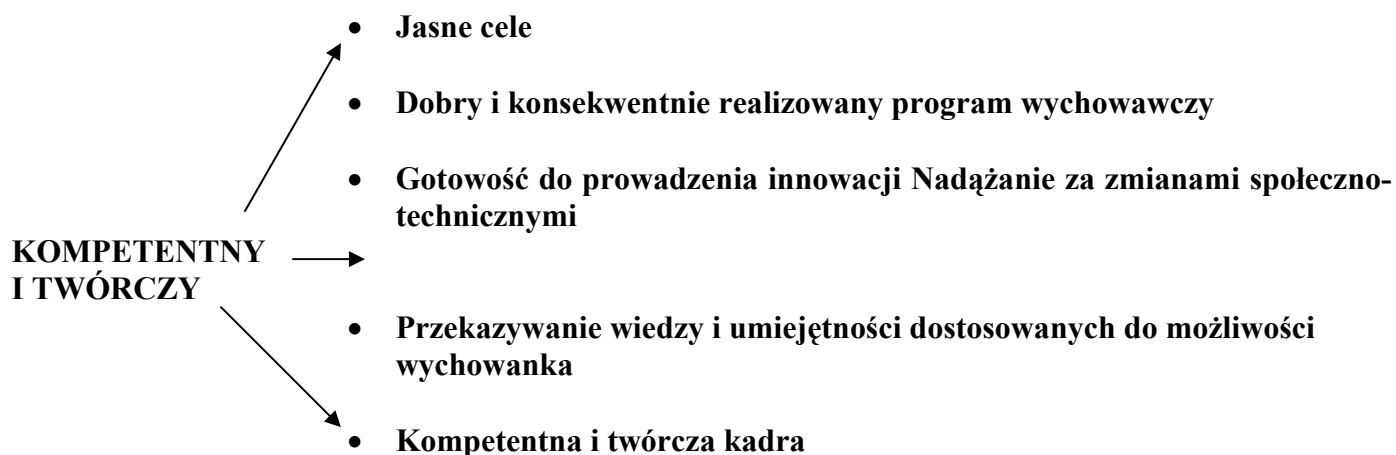 • Jasne cele
• Dobry i konsekwentnie realizowany program wychowawczy
• Gotowość do prowadzenia innowacji Nadążanie za zmianami społeczno-
technicznymi
KOMPETENTNY
I TWÓRCZY
• Przekazywanie wiedzy i umiejętności dostosowanych do możliwości
wychowanka
• Kompetentna i twórcza kadra